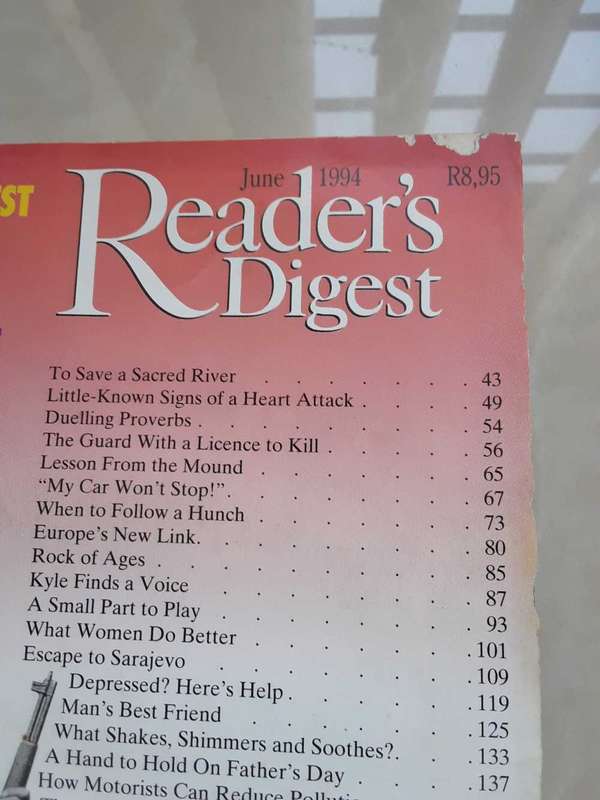 ST
June 1994 R8,95
Reader's
Digest
To Save a Sacred River . . . . . . . 43
Little-Known Signs of a Heart Attack . . . . 49
Duelling Proverbs . . . . . . . . 54
The Guard With a Licence to Kill . . . . . 56
Lesson From the Mound . . . . . . . 65
"My Car Won't Stop!" . . . . . . . . 67
When to Follow a Hunch . . . . . . . 73
Europe's New Link. . . . . . . . . 80
Rock of Ages . . . . . . . . . 85
Kyle Finds a Voice . . . . . . . . 87
A Small Part to Play . . . . . . . 93
What Women Do Better . . . . . . . 101
Escape to Sarajevo . . . . . . . . 109
Depressed? Here's Help . . . . . . 119
Man's Best Friend . . . . . . . 125
What Shakes, Shimmers and Soothes?. . . 133
A Hand to Hold On Father's Day . . . . 137
How Motorists Can Reduce